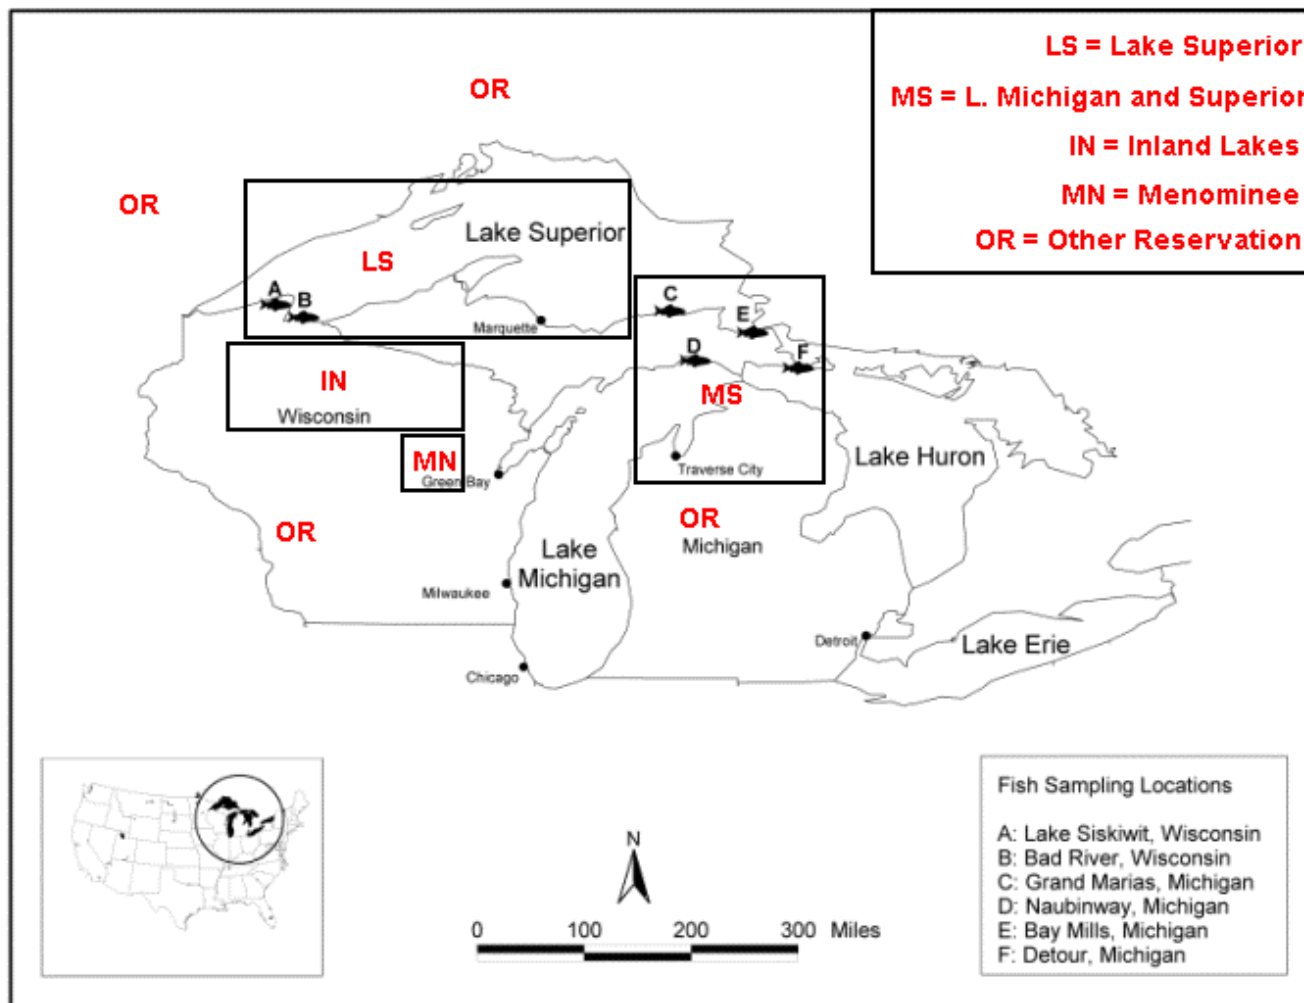 LS = Lake Superior
MS = L. Michigan and Superior
IN = Inland Lakes
MN = Menominee
OR = Other Reservation
OR
OR
LS
Lake Superior
A
B
Marquette
C
E
D
F
MS
IN
Wisconsin
MN
Green Bay
Traverse City
Lake Huron
OR
OR
Michigan
Lake
Michigan
Milwaukee
Detroit
Lake Erie
Chicago
N
0 100 200 300 Miles
Fish Sampling Locations
A: Lake Siskiwit, Wisconsin
B: Bad River, Wisconsin
C: Grand Marias, Michigan
D: Naubinway, Michigan
E: Bay Mills, Michigan
F: Detour, Michigan